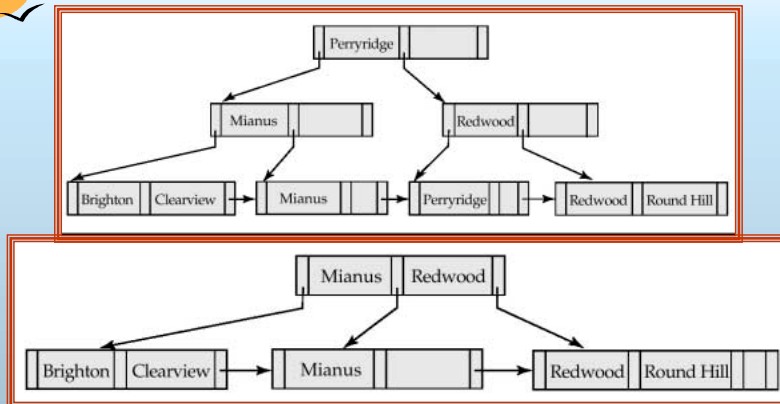 Perryridge
Mianus Redwood
Brighton Clearview Mianus Perryridge Redwood Round Hill
Mianus Redwood
Brighton Clearview Mianus Redwood Round Hill